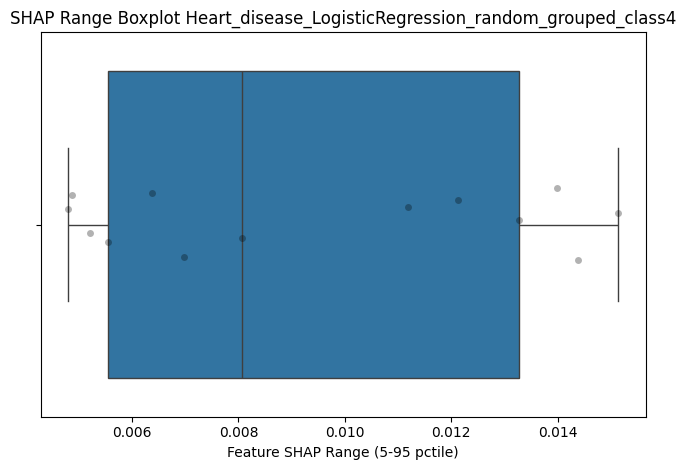 SHAP Range Boxplot Heart_disease_LogisticRegression_random_grouped_class4
0.006 0.008 0.010 0.012 0.014
Feature SHAP Range (5-95 pctile)